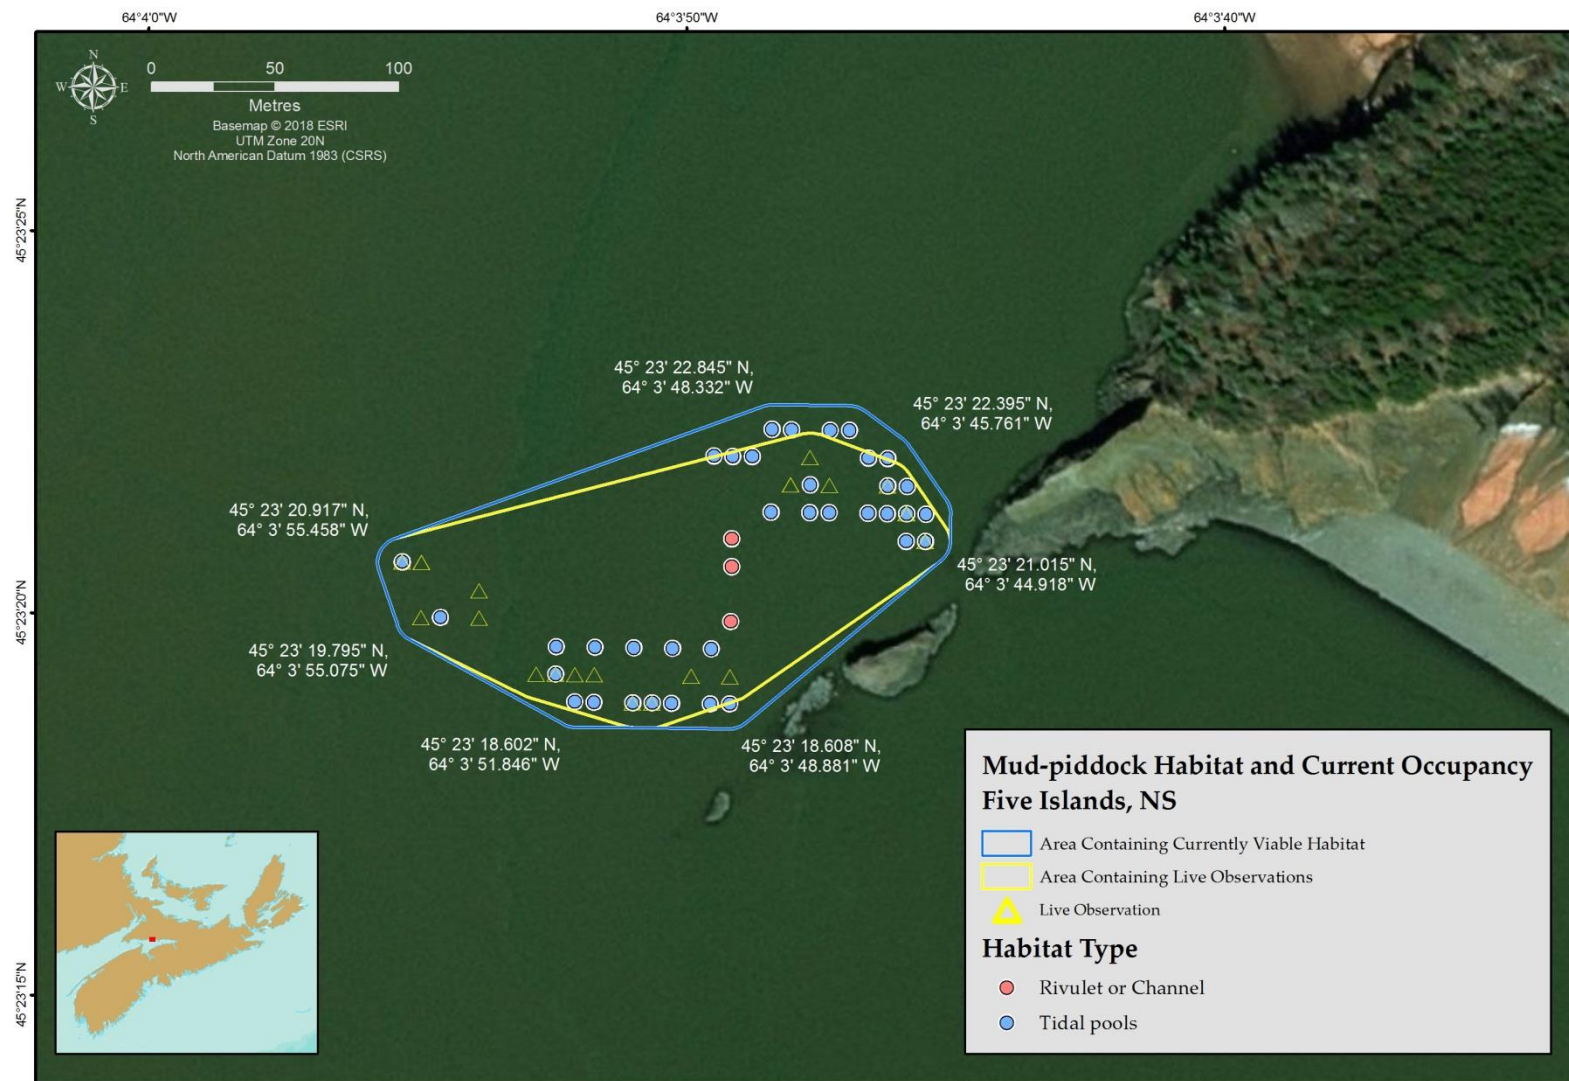 64°4'0"W
64°3'50"W
64°3'40"W
N
W
E
S
0 50 100
Metres
Basemap © 2018 ESRI
UTM Zone 20N
North American Datum 1983 (CSRS)
45°23'25"N
45°23'20"N
45°23'15"N
45° 23' 22.845" N,
64° 3' 48.332" W
45° 23' 22.395" N,
64° 3' 45.761" W
45° 23' 20.917" N,
64° 3' 55.458" W
45° 23' 21.015" N,
64° 3' 44.918" W
45° 23' 19.795" N,
64° 3' 55.075" W
45° 23' 18.602" N,
64° 3' 51.846" W
45° 23' 18.608" N,
64° 3' 48.881" W
Mud-piddock Habitat and Current Occupancy
Five Islands, NS
Area Containing Currently Viable Habitat
Area Containing Live Observations
Live Observation
Habitat Type
Rivulet or Channel
Tidal pools